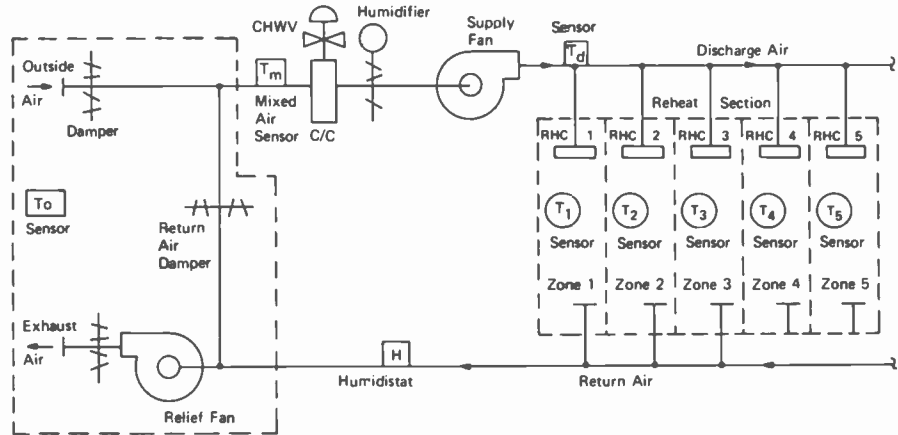 CHWV
Humidifier
Supply
Fan
Sensor
Td
Discharge Air
Outside
Air
Damper
Tm
Mixed
Air
Sensor
C/C
Reheat Section
RHC 1
RHC 2
RHC 3
RHC 4
RHC 5
To
Sensor
Return
Air
Damper
T1
T2
T3
T4
T5
Sensor
Sensor
Sensor
Sensor
Sensor
Zone 1
Zone 2
Zone 3
Zone 4
Zone 5
Exhaust
Air
Relief Fan
H
Humidistat
Return Air